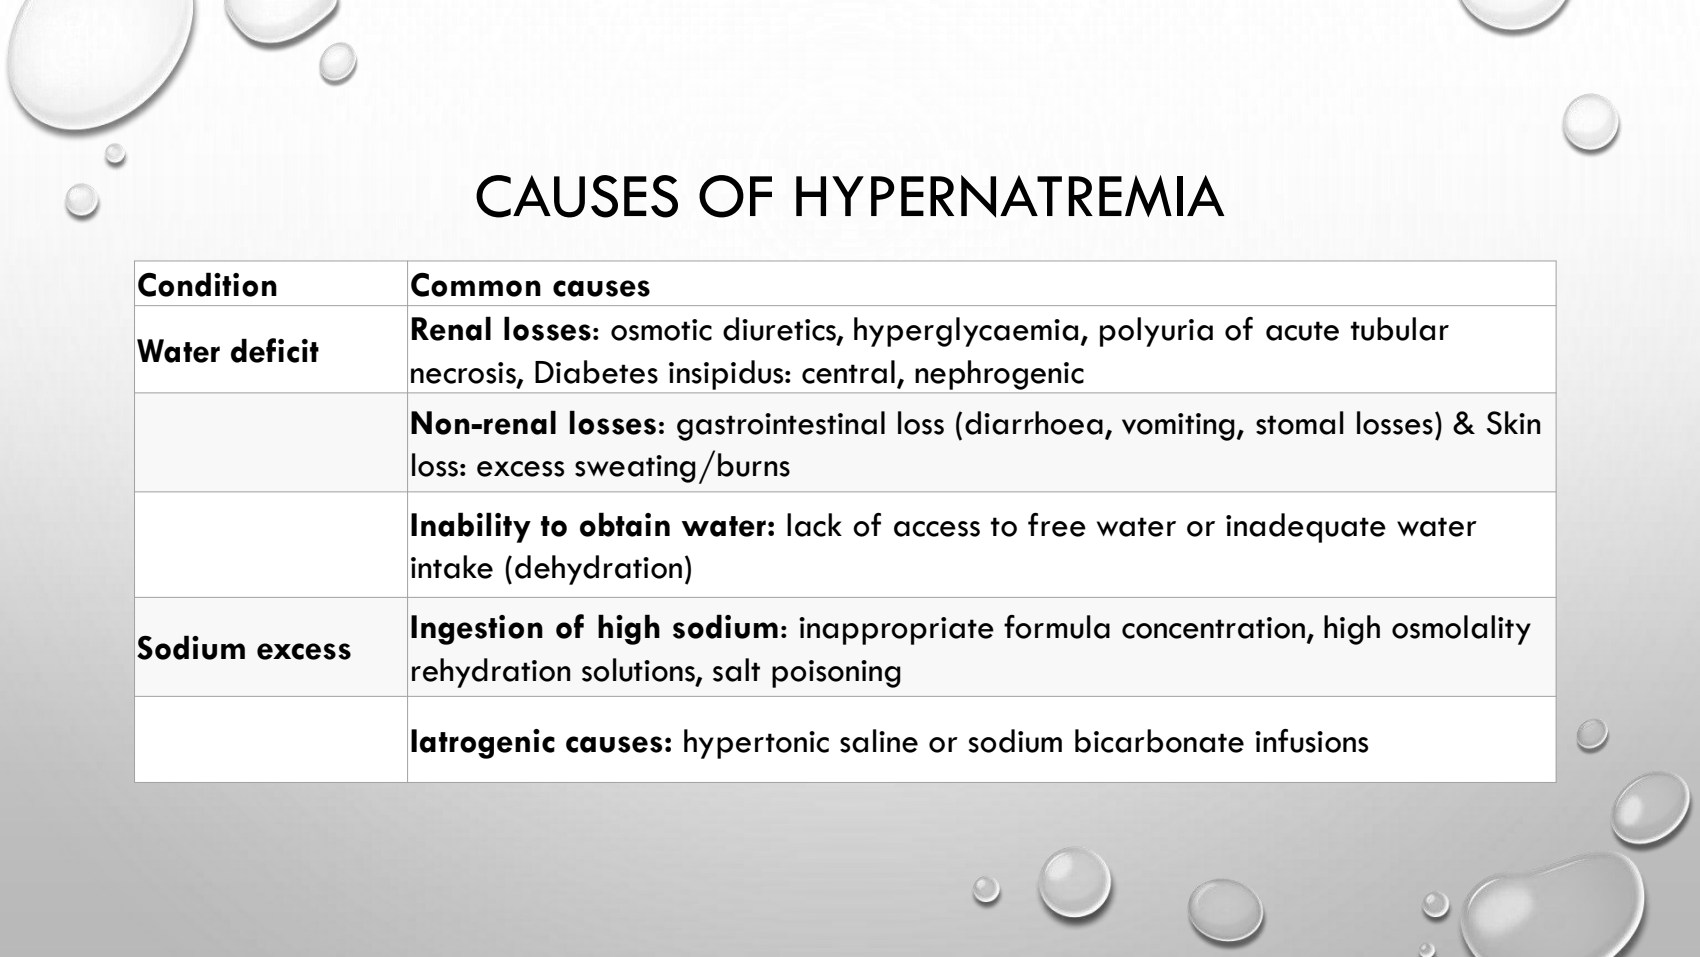 CAUSES OF HYPERNATREMIA
Condition
Common causes
Water deficit
Renal losses: osmotic diuretics, hyperglycaemia, polyuria of acute tubular
necrosis, Diabetes insipidus: central, nephrogenic
Non-renal losses: gastrointestinal loss (diarrhoea, vomiting, stomal losses) & Skin
loss: excess sweating/burns
Inability to obtain water: lack of access to free water or inadequate water
intake (dehydration)
Sodium excess
Ingestion of high sodium: inappropriate formula concentration, high osmolality
rehydration solutions, salt poisoning
Iatrogenic causes: hypertonic saline or sodium bicarbonate infusions